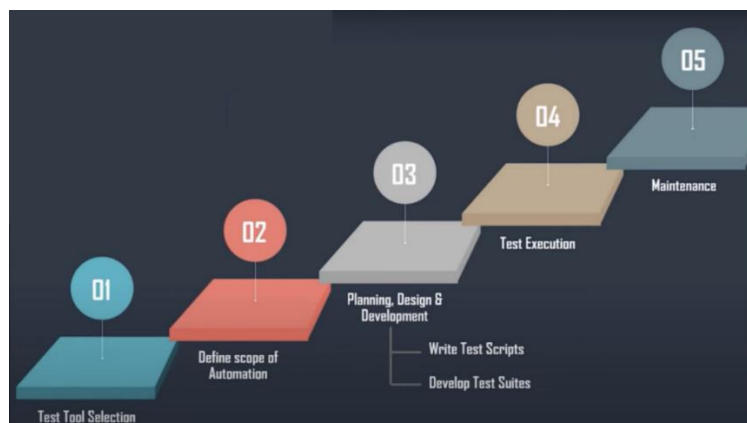 01
Test Tool Selection
02
Define scope of
Automation
03
Planning, Design &
Development
Write Test Scripts
Develop Test Suites
04
Test Execution
05
Maintenance